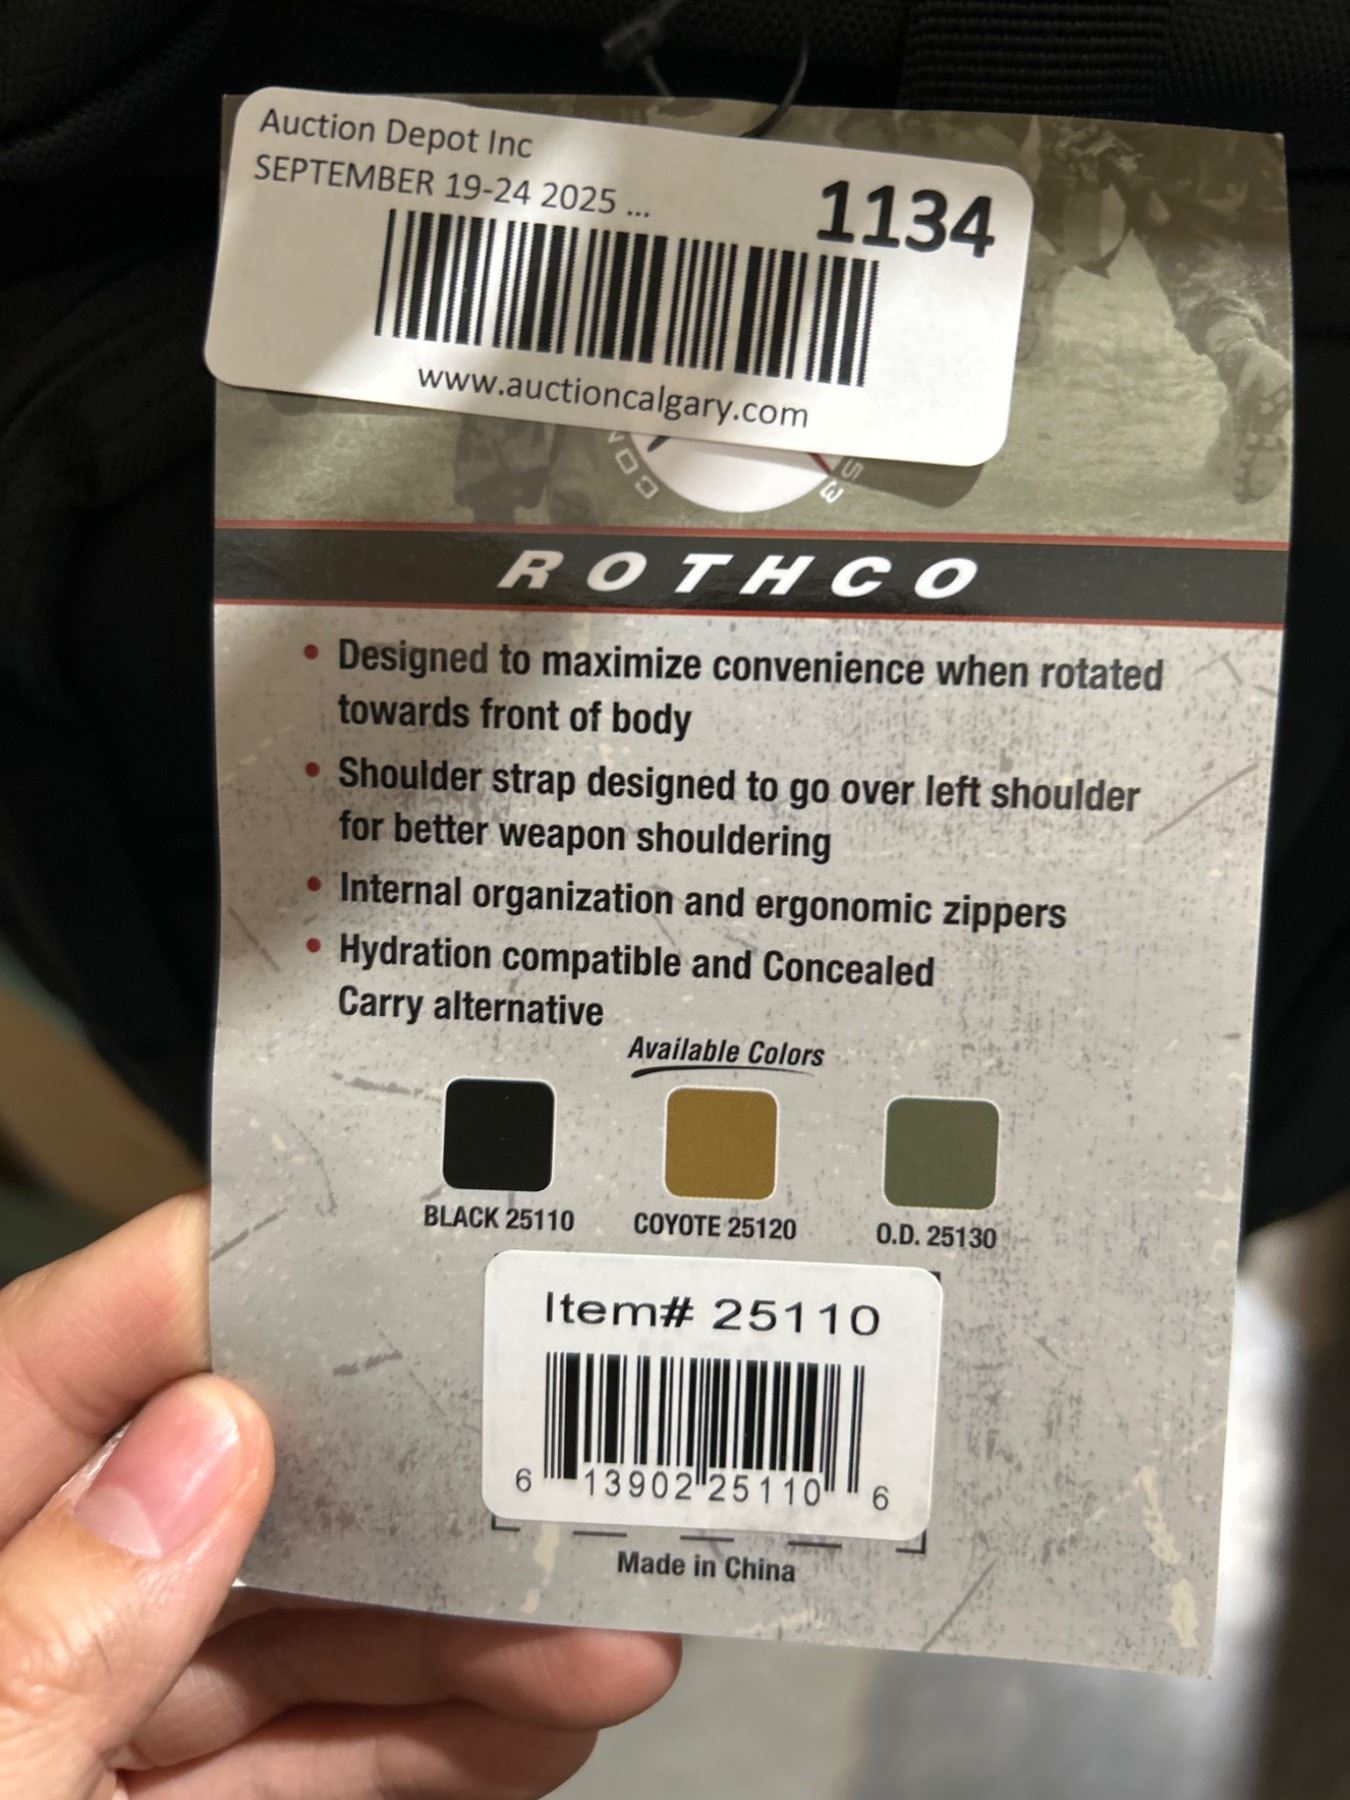 Auction Depot Inc
SEPTEMBER 19-24 2025 ...
1134
www.auctioncalgary.com
ROTHCO
• Designed to maximize convenience when rotated
towards front of body
• Shoulder strap designed to go over left shoulder
for better weapon shouldering
• Internal organization and ergonomic zippers
• Hydration compatible and Concealed
Carry alternative
Available Colors
BLACK 25110
COYOTE 25120
O.D. 25130
Item# 25110
6 13902 25110 6
Made in China